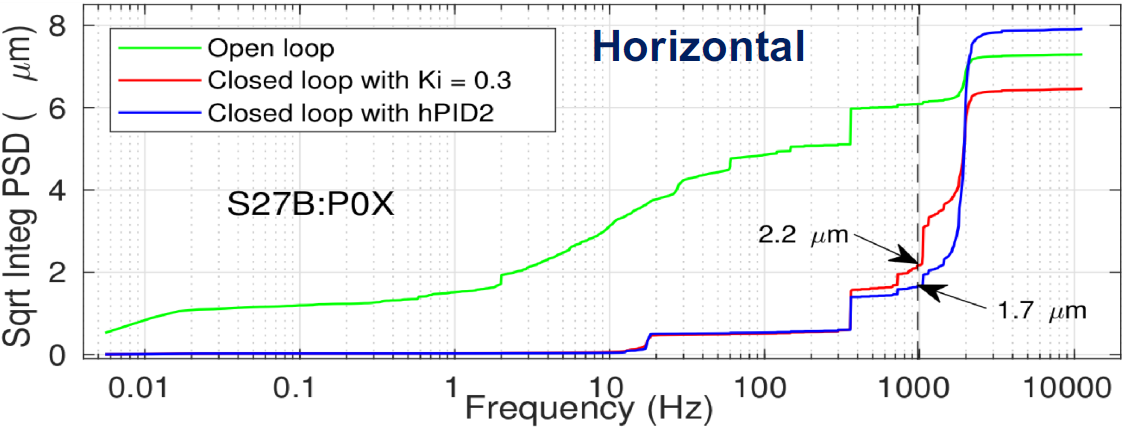 Horizontal
Open loop
Closed loop with Ki = 0.3
Closed loop with hPID2
S27B:P0X
2.2 μm
1.7 μm
Sqrt Integ PSD ( μm)
8
6
4
2
0
0.01 0.1 1 10 100 1000 10000
Frequency (Hz)